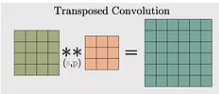 Transposed Convolution
** =
(s,p)